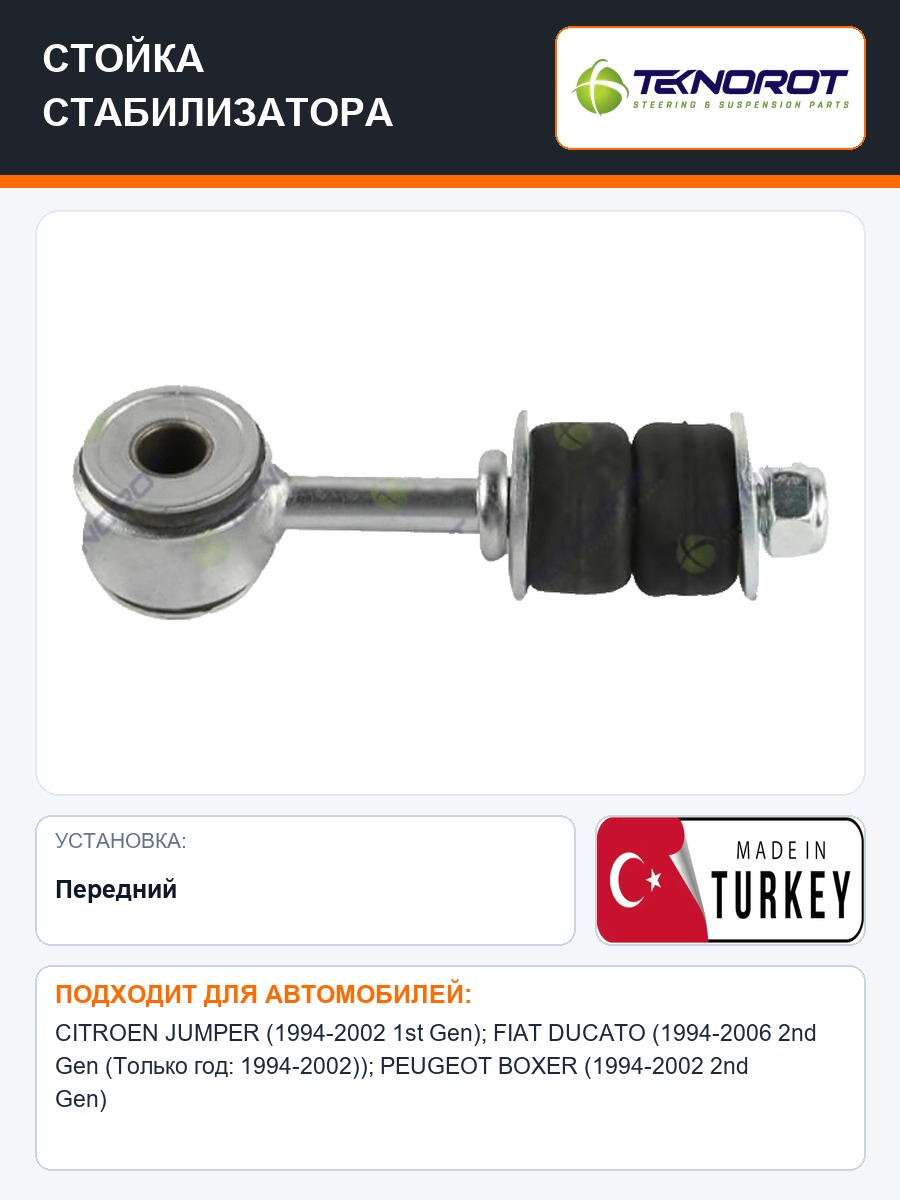 СТОЙКА
СТАБИЛИЗАТОРА
TEKNOROT
STEERING & SUSPENSION PARTS
УСТАНОВКА:
Передний
MADE IN
TURKEY
ПОДХОДИТ ДЛЯ АВТОМОБИЛЕЙ:
CITROEN JUMPER (1994-2002 1st Gen); FIAT DUCATO (1994-2006 2nd
Gen (Только год: 1994-2002)); PEUGEOT BOXER (1994-2002 2nd
Gen)